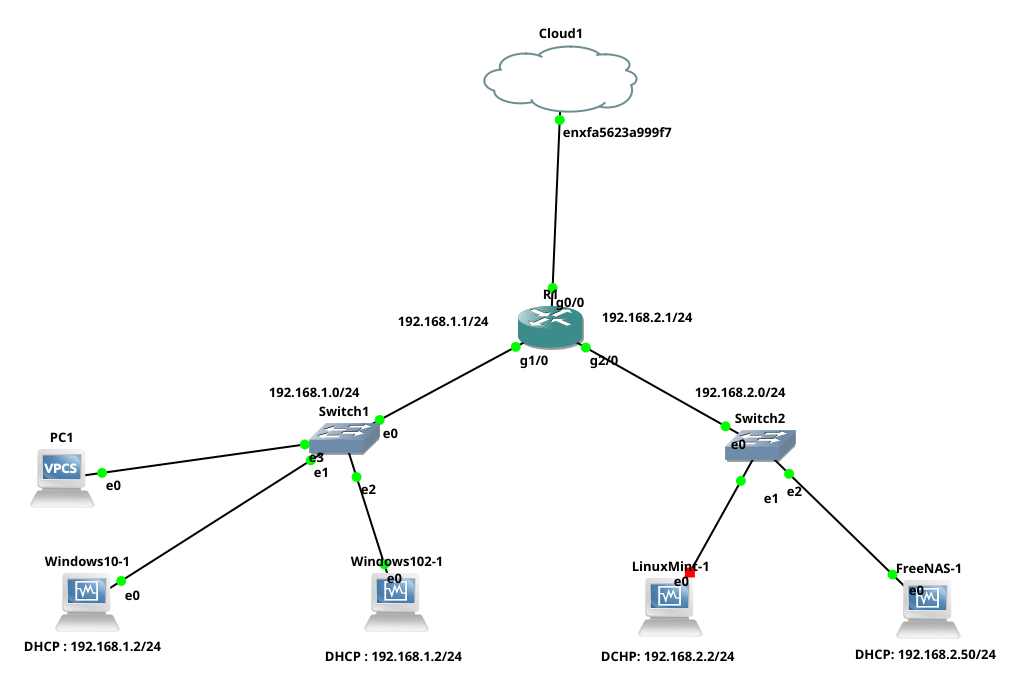 Cloud1
enxfa5623a999f7
R1
g0/0
192.168.1.1/24
192.168.2.1/24
g1/0
g2/0
192.168.1.0/24
192.168.2.0/24
Switch1
Switch2
e0
e0
PC1
VPCS
e3
e1
e0
e2
e1
e2
Windows10-1
Windows102-1
LinuxMint-1
FreeNAS-1
e0
e0
e0
e0
DHCP : 192.168.1.2/24
DHCP : 192.168.1.2/24
DCHP: 192.168.2.2/24
DHCP: 192.168.2.50/24